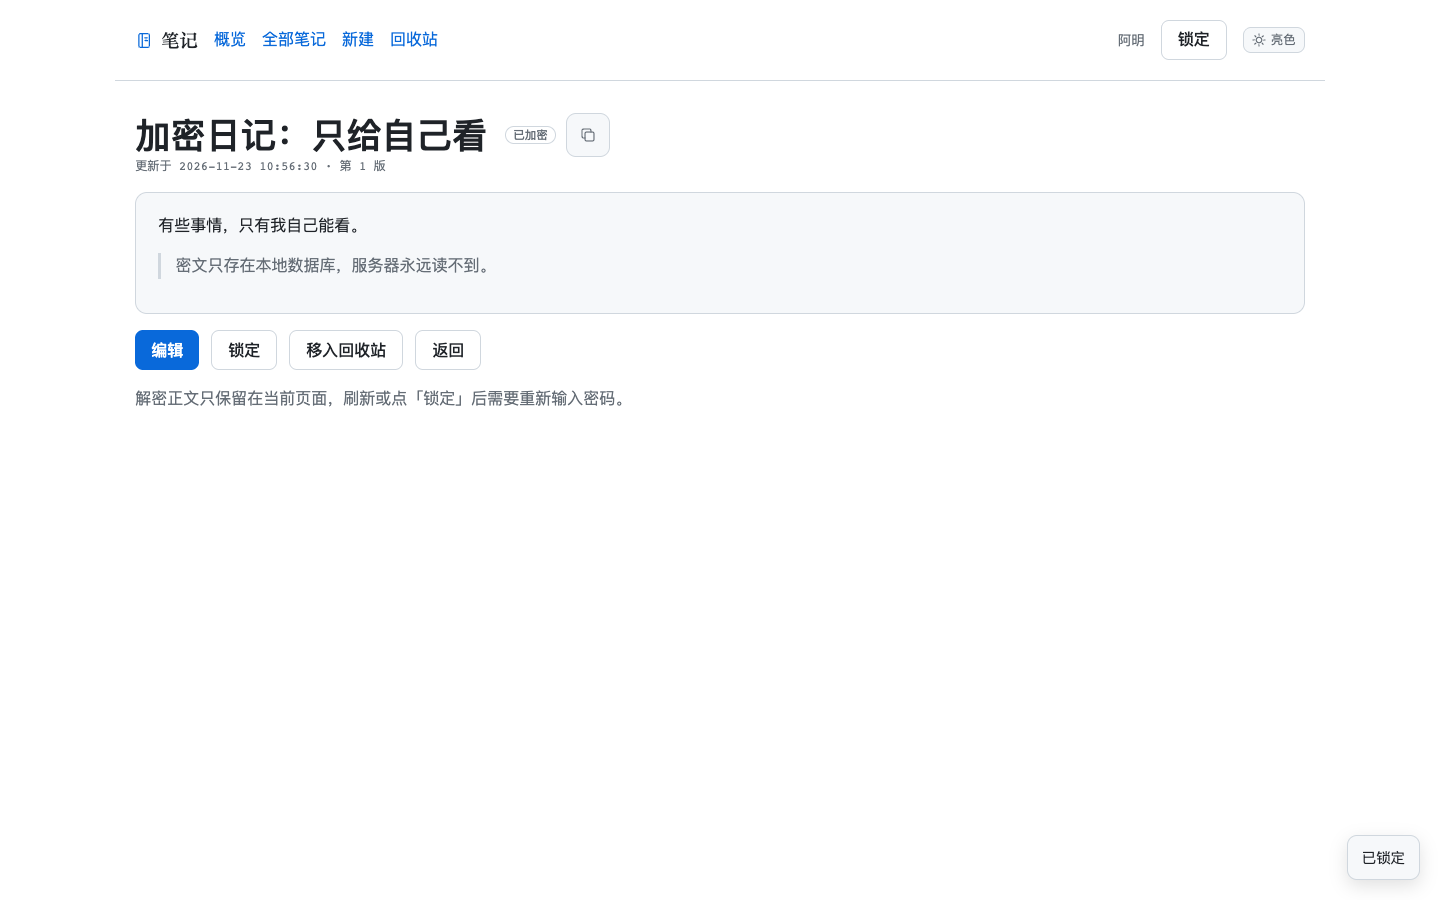 笔记 概览 全部笔记 新建 回收站 阿明 锁定 亮色
加密日记：只给自己看 已加密
更新于 2026-11-23 10:56:30 · 第 1 版
有些事情，只有我自己能看。
密文只存在本地数据库，服务器永远读不到。
编辑 锁定 移入回收站 返回
解密正文只保留在当前页面，刷新或点「锁定」后需要重新输入密码。
已锁定